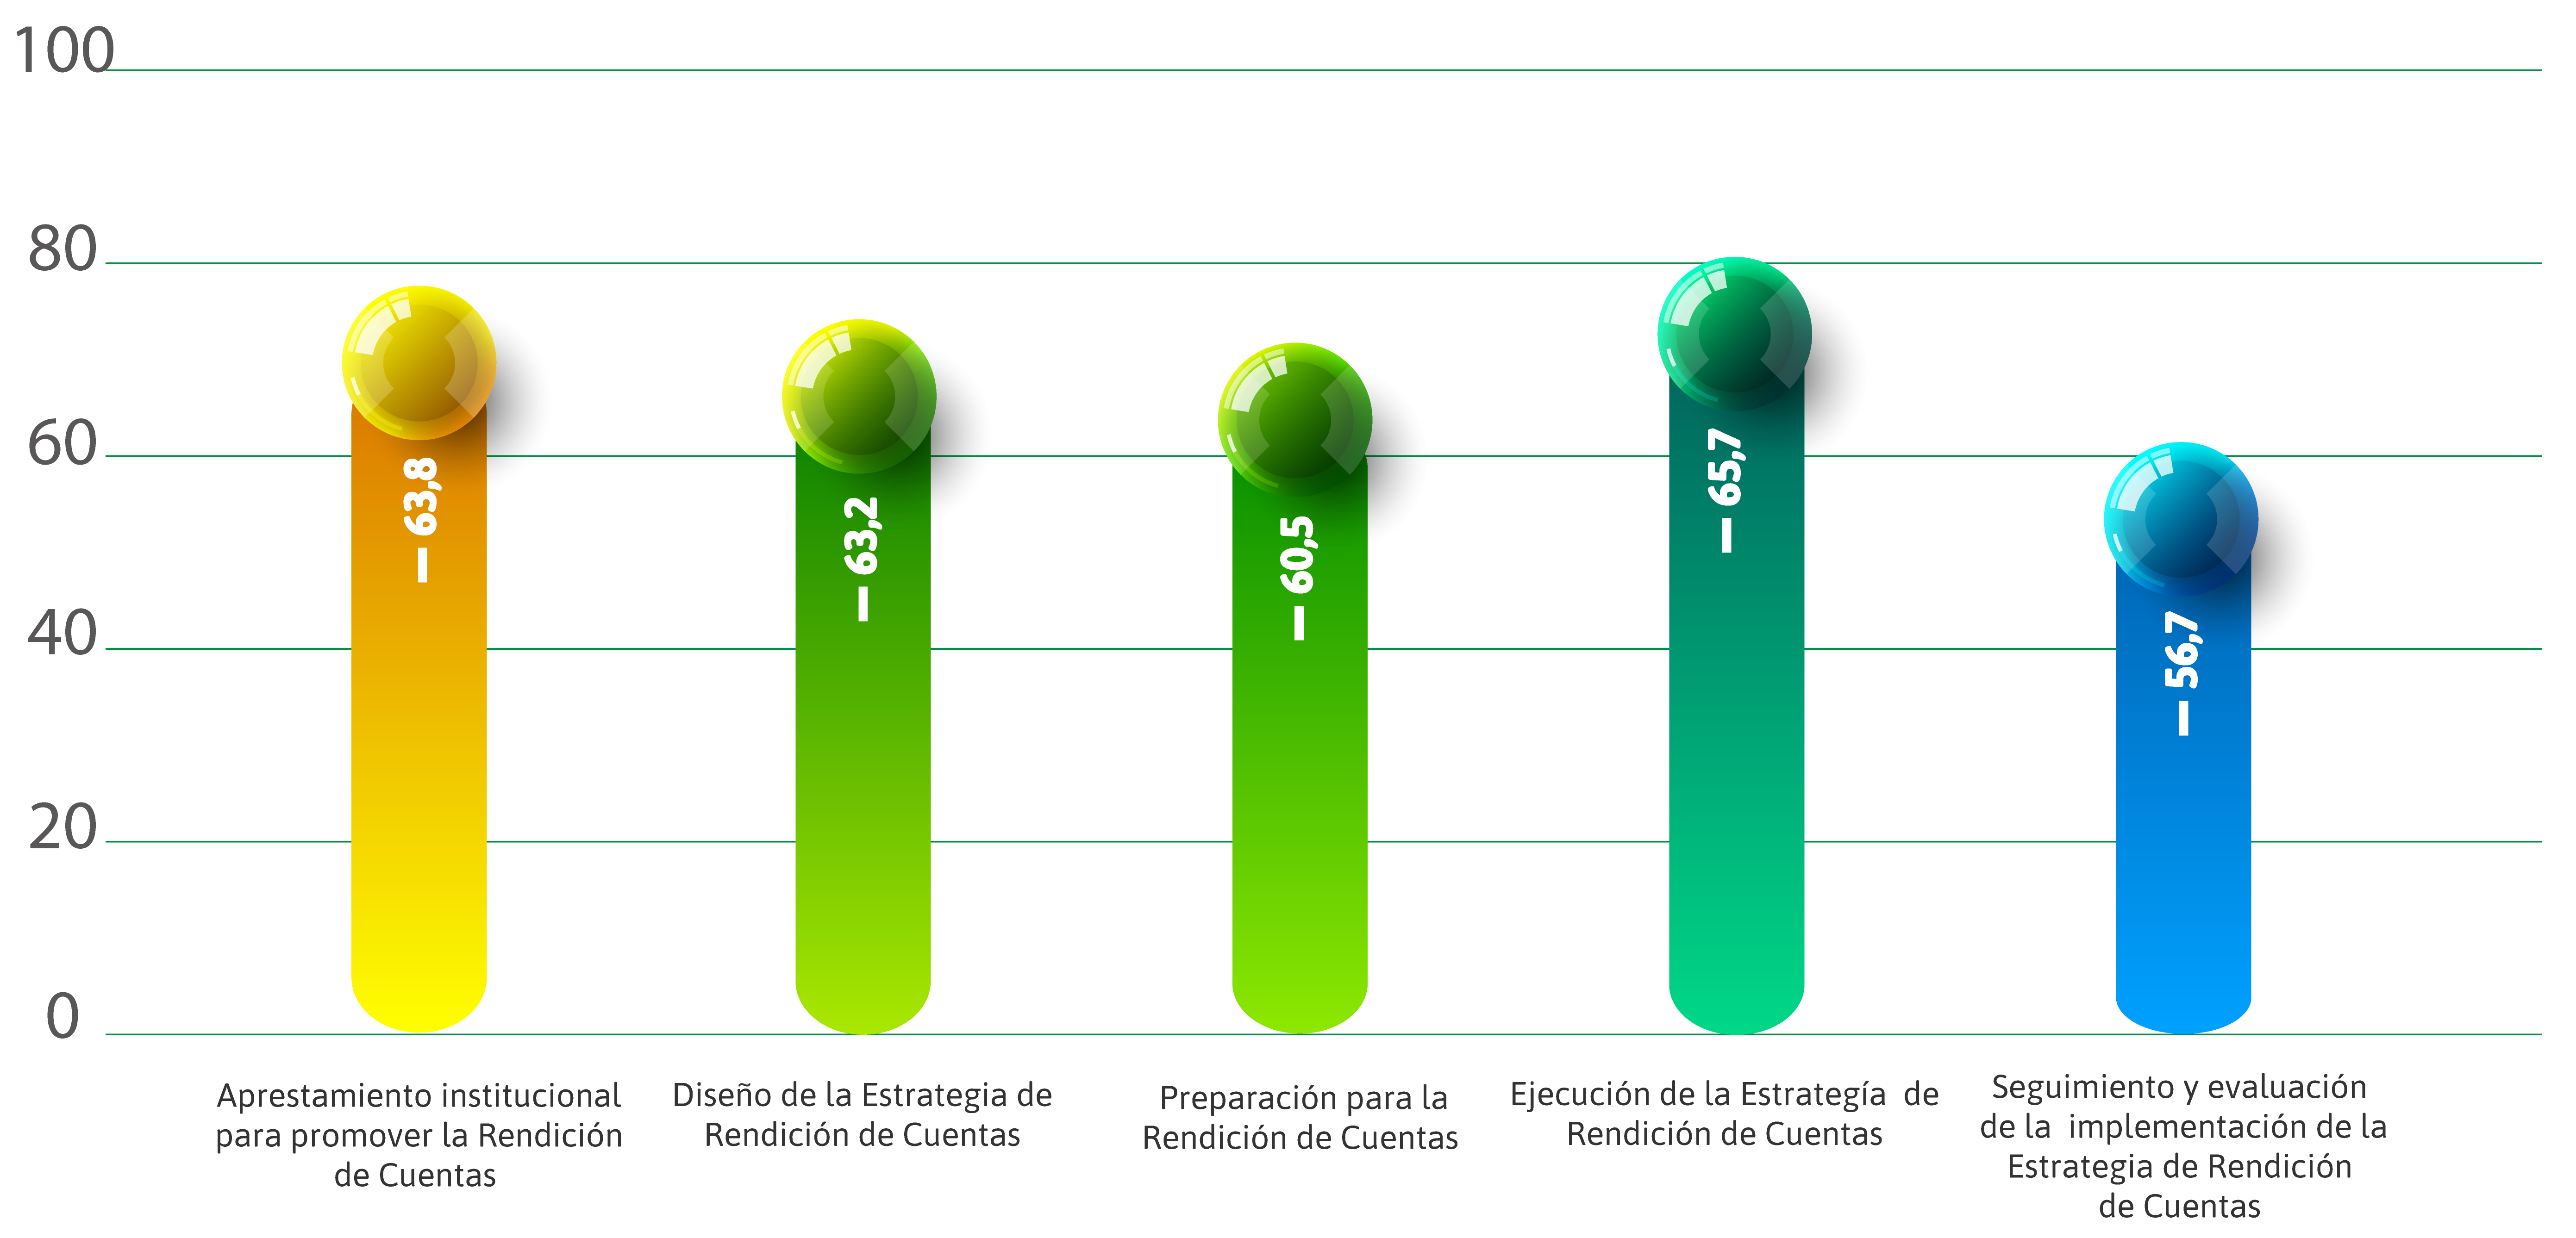 100
80
60
40
20
0
– 63,8
– 63,2
– 60,5
– 65,7
– 56,7
Aprestamiento institucional
para promover la Rendición
de Cuentas
Diseño de la Estrategia de
Rendición de Cuentas
Preparación para la
Rendición de Cuentas
Ejecución de la Estrategía  de
Rendición de Cuentas
Seguimiento y evaluación
de la  implementación de la
Estrategia de Rendición
de Cuentas